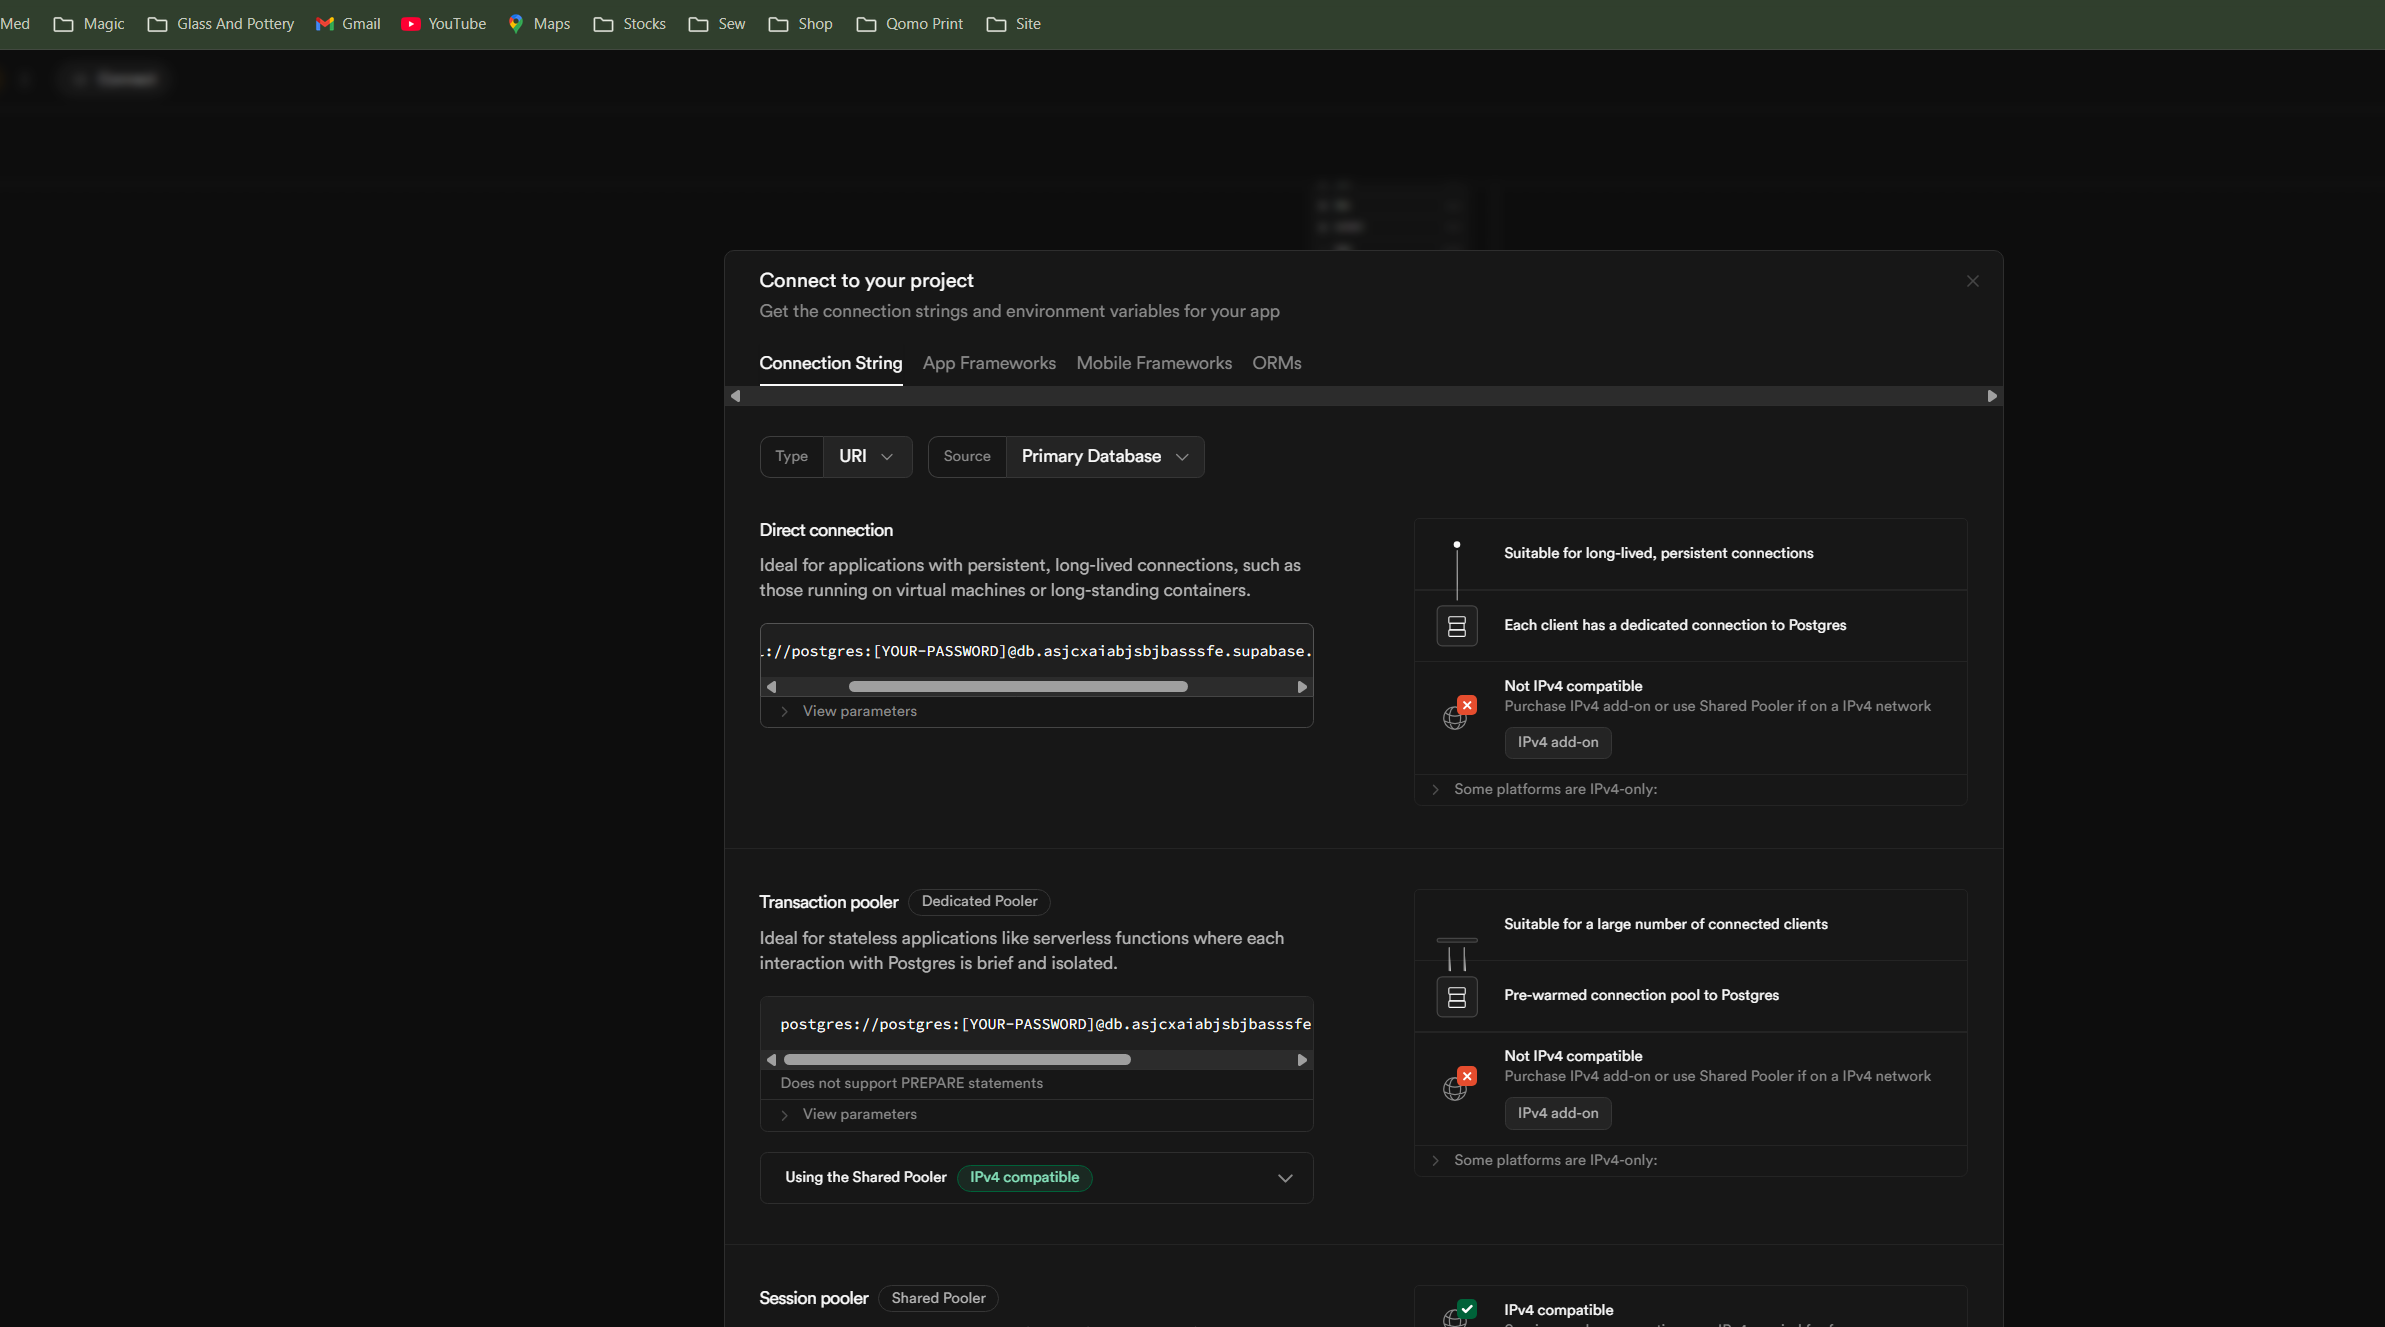 Med Magic Glass And Pottery Gmail YouTube Maps Stocks Sew Shop Qomo Print Site
Connect
Connect to your project
Get the connection strings and environment variables for your app
Connection String App Frameworks Mobile Frameworks ORMs
Type URI Source Primary Database
Direct connection
Ideal for applications with persistent, long-lived connections, such as
those running on virtual machines or long-standing containers.
://postgres:[YOUR-PASSWORD]@db.asjcxaiabjsbjbasssfe.supabase.
View parameters
Suitable for long-lived, persistent connections
Each client has a dedicated connection to Postgres
Not IPv4 compatible
Purchase IPv4 add-on or use Shared Pooler if on a IPv4 network
IPv4 add-on
Some platforms are IPv4-only:
Transaction pooler Dedicated Pooler
Ideal for stateless applications like serverless functions where each
interaction with Postgres is brief and isolated.
postgres://postgres:[YOUR-PASSWORD]@db.asjcxaiabjsbjbasssfe
Does not support PREPARE statements
View parameters
Using the Shared Pooler IPv4 compatible
Suitable for a large number of connected clients
Pre-warmed connection pool to Postgres
Not IPv4 compatible
Purchase IPv4 add-on or use Shared Pooler if on a IPv4 network
IPv4 add-on
Some platforms are IPv4-only:
Session pooler Shared Pooler
IPv4 compatible